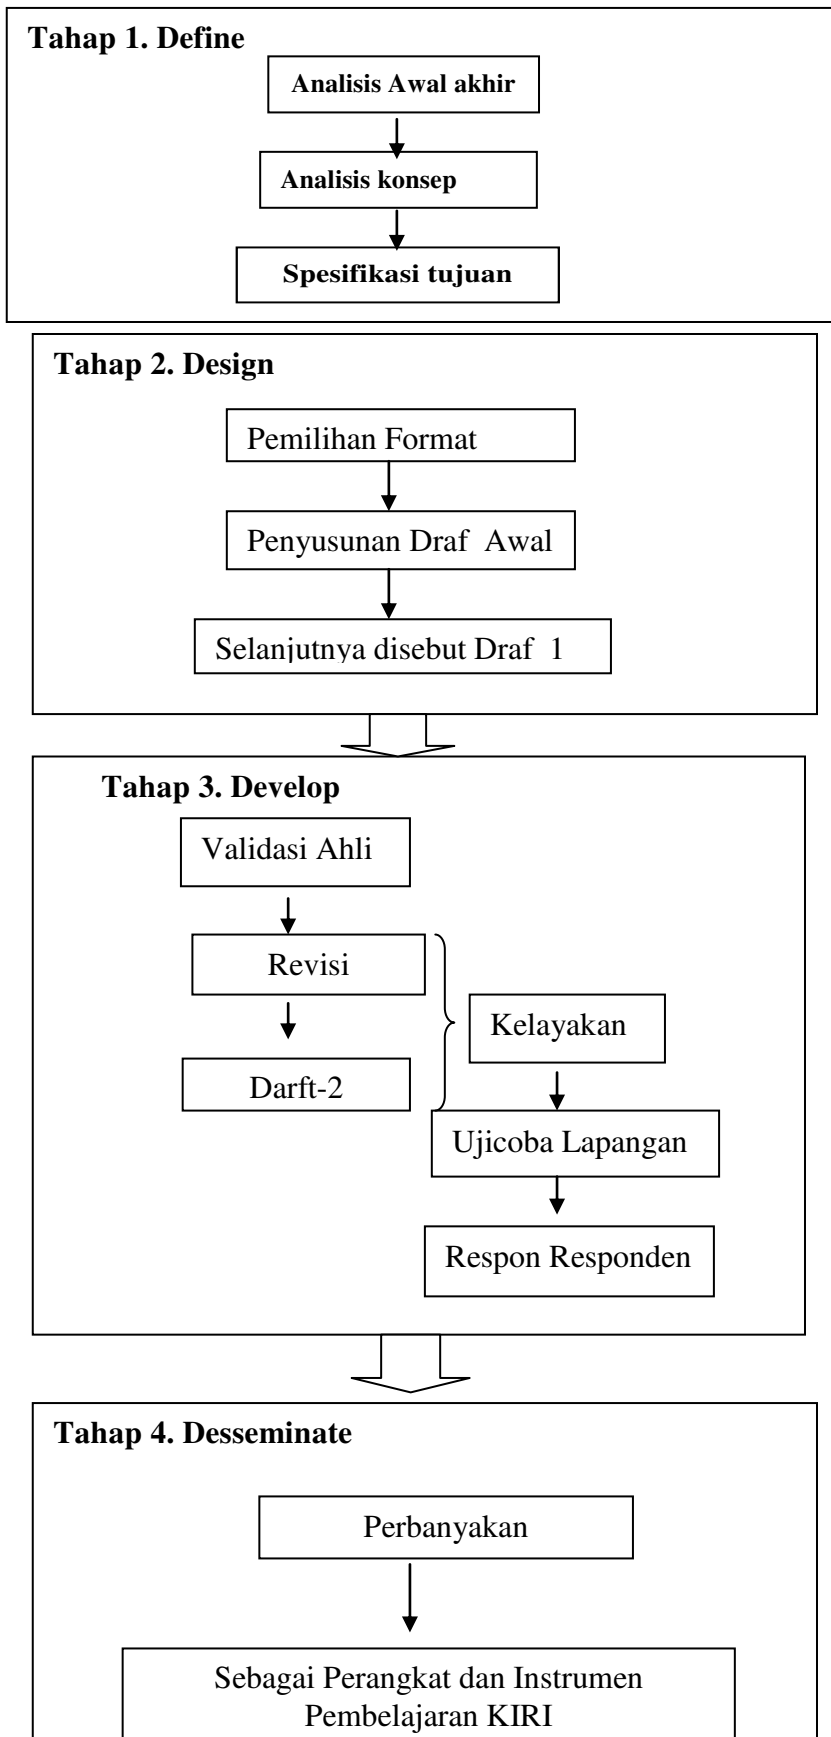 Tahap 1. Define
Analisis Awal akhir
Analisis konsep
Spesifikasi tujuan
Tahap 2. Design
Pemilihan Format
Penyusunan Draf Awal
Selanjutnya disebut Draf 1
Tahap 3. Develop
Validasi Ahli
Revisi
Darft-2
Kelayakan
Ujicoba Lapangan
Respon Responden
Tahap 4. Desseminate
Perbanyakan
Sebagai Perangkat dan Instrumen
Pembelajaran KIRI